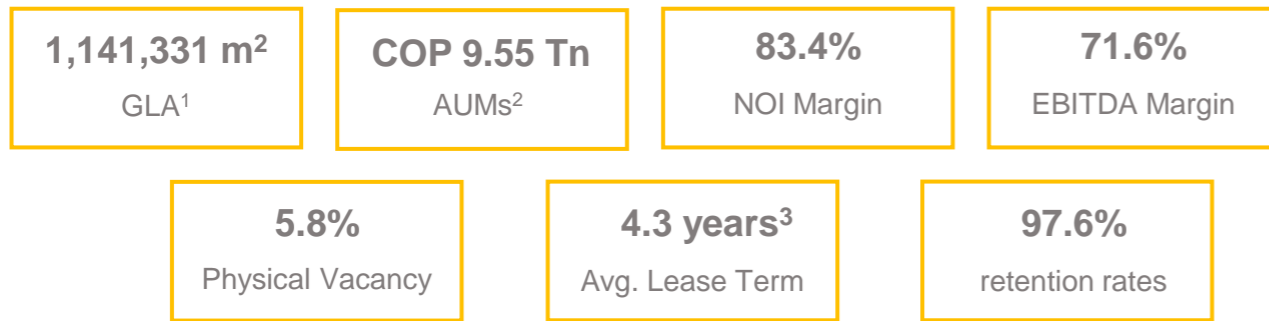 1,141,331 m²
GLA¹
COP 9.55 Tn
AUMs²
83.4%
NOI Margin
71.6%
EBITDA Margin
5.8%
Physical Vacancy
4.3 years³
Avg. Lease Term
97.6%
retention rates